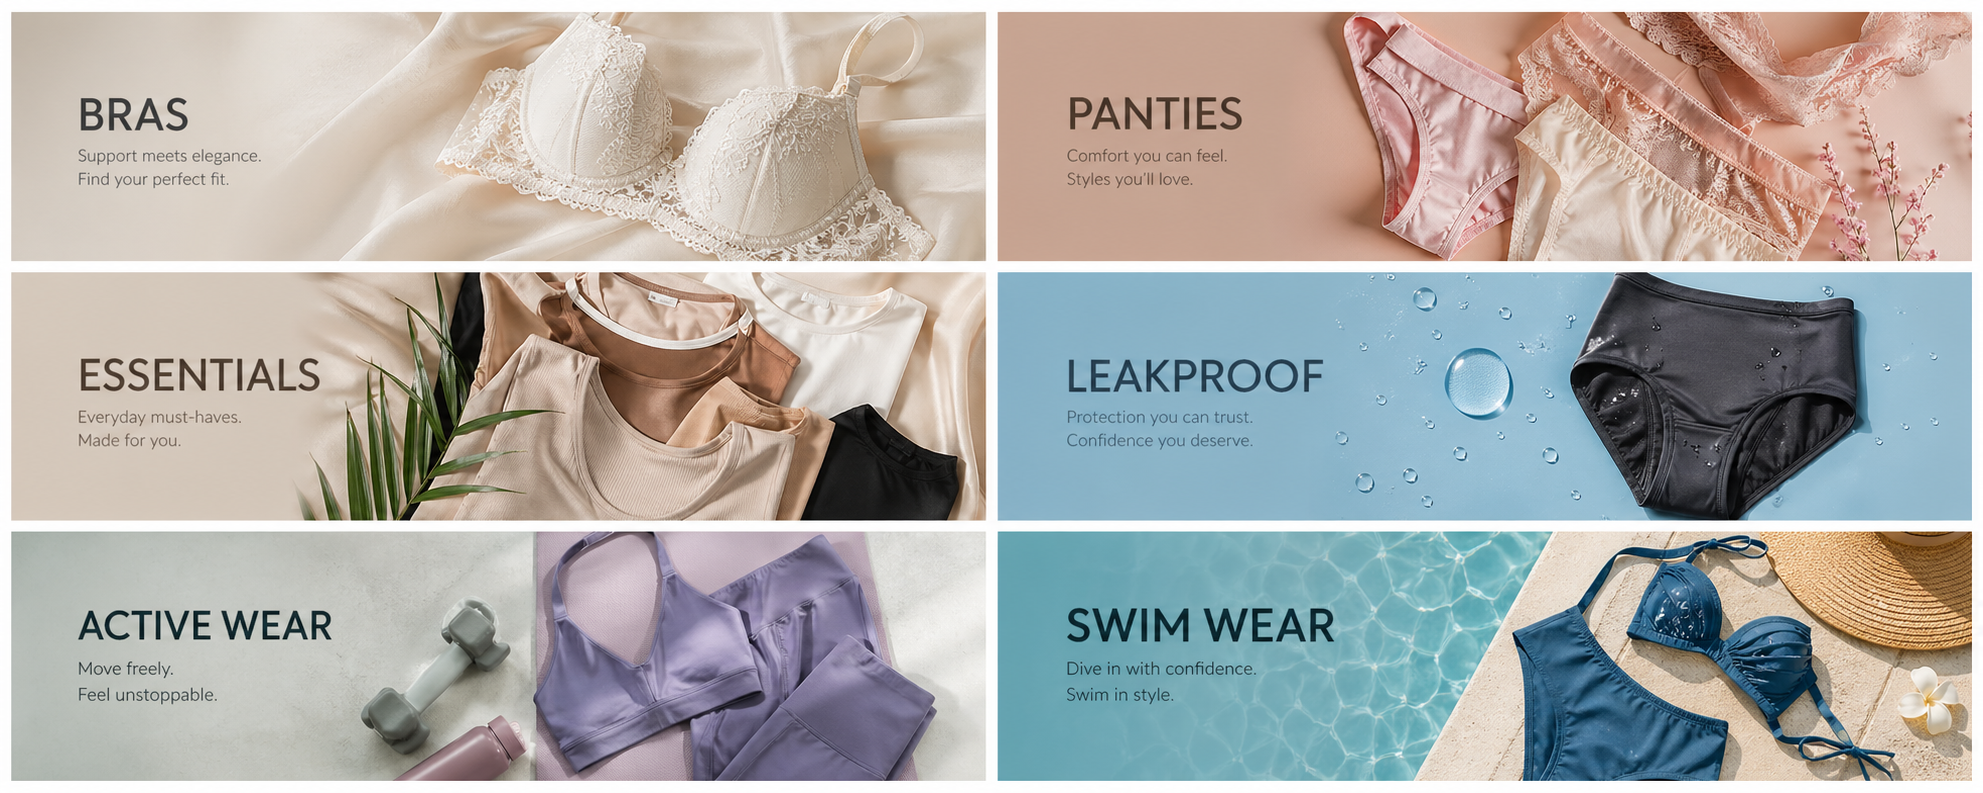 BRAS
Support meets elegance.
Find your perfect fit.
PANTIES
Comfort you can feel.
Styles you'll love.
ESSENTIALS
Everyday must-haves.
Made for you.
LEAKPROOF
Protection you can trust.
Confidence you deserve.
ACTIVE WEAR
Move freely.
Feel unstoppable.
SWIM WEAR
Dive in with confidence.
Swim in style.